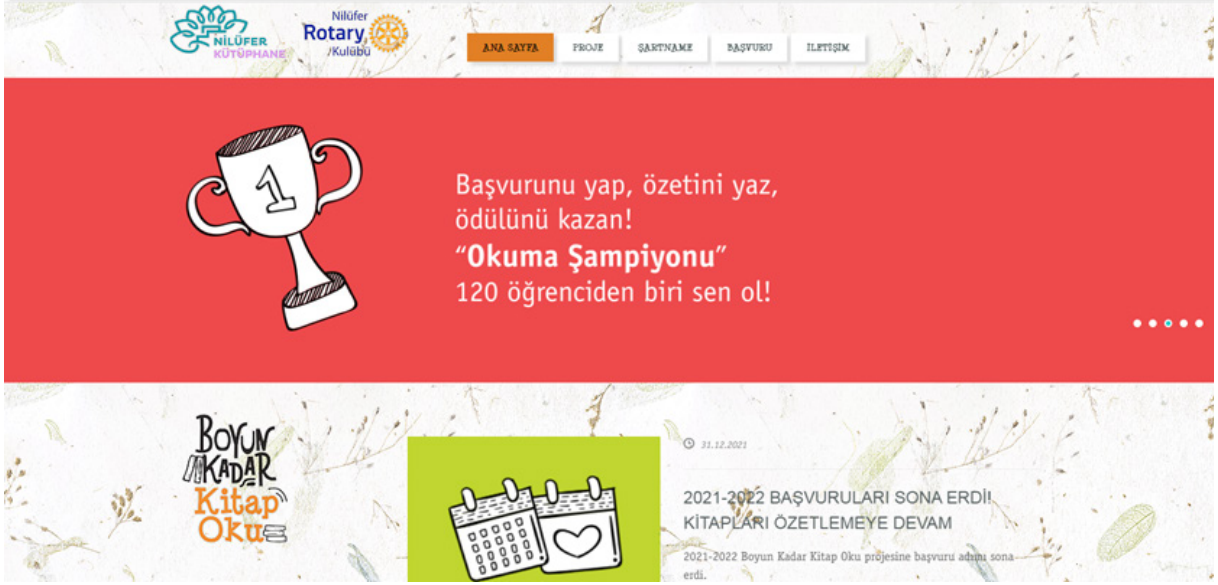 NİLÜFER
KÜTÜPHANE
Nilüfer
Rotary
Kulübü
ANA SAYFA
PROJE
ŞARTNAME
BAŞVURU
İLETİŞİM
1
Başvurunu yap, özetini yaz,
ödülünü kazan!
“Okuma Şampiyonu”
120 öğrenciden biri sen ol!
BOYUN
KADAR
Kitap
Oku
31.12.2021
2021-2022 BAŞVURULARI SONA ERDİ!
KİTAPLARI ÖZETLEMEYE DEVAM
2021-2022 Boyun Kadar Kitap Oku projesine başvuru adımı sona
erdi.